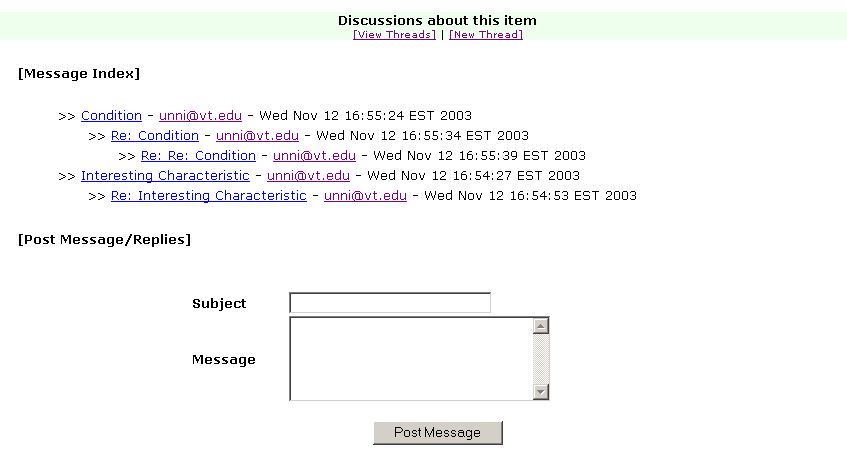 Discussions about this item
[View Threads] | [New Thread]
[Message Index]
>> Condition - unni@vt.edu - Wed Nov 12 16:55:24 EST 2003
>> Re: Condition - unni@vt.edu - Wed Nov 12 16:55:34 EST 2003
>> Re: Re: Condition - unni@vt.edu - Wed Nov 12 16:55:39 EST 2003
>> Interesting Characteristic - unni@vt.edu - Wed Nov 12 16:54:27 EST 2003
>> Re: Interesting Characteristic - unni@vt.edu - Wed Nov 12 16:54:53 EST 2003
[Post Message/Replies]
Subject
Message
Post Message